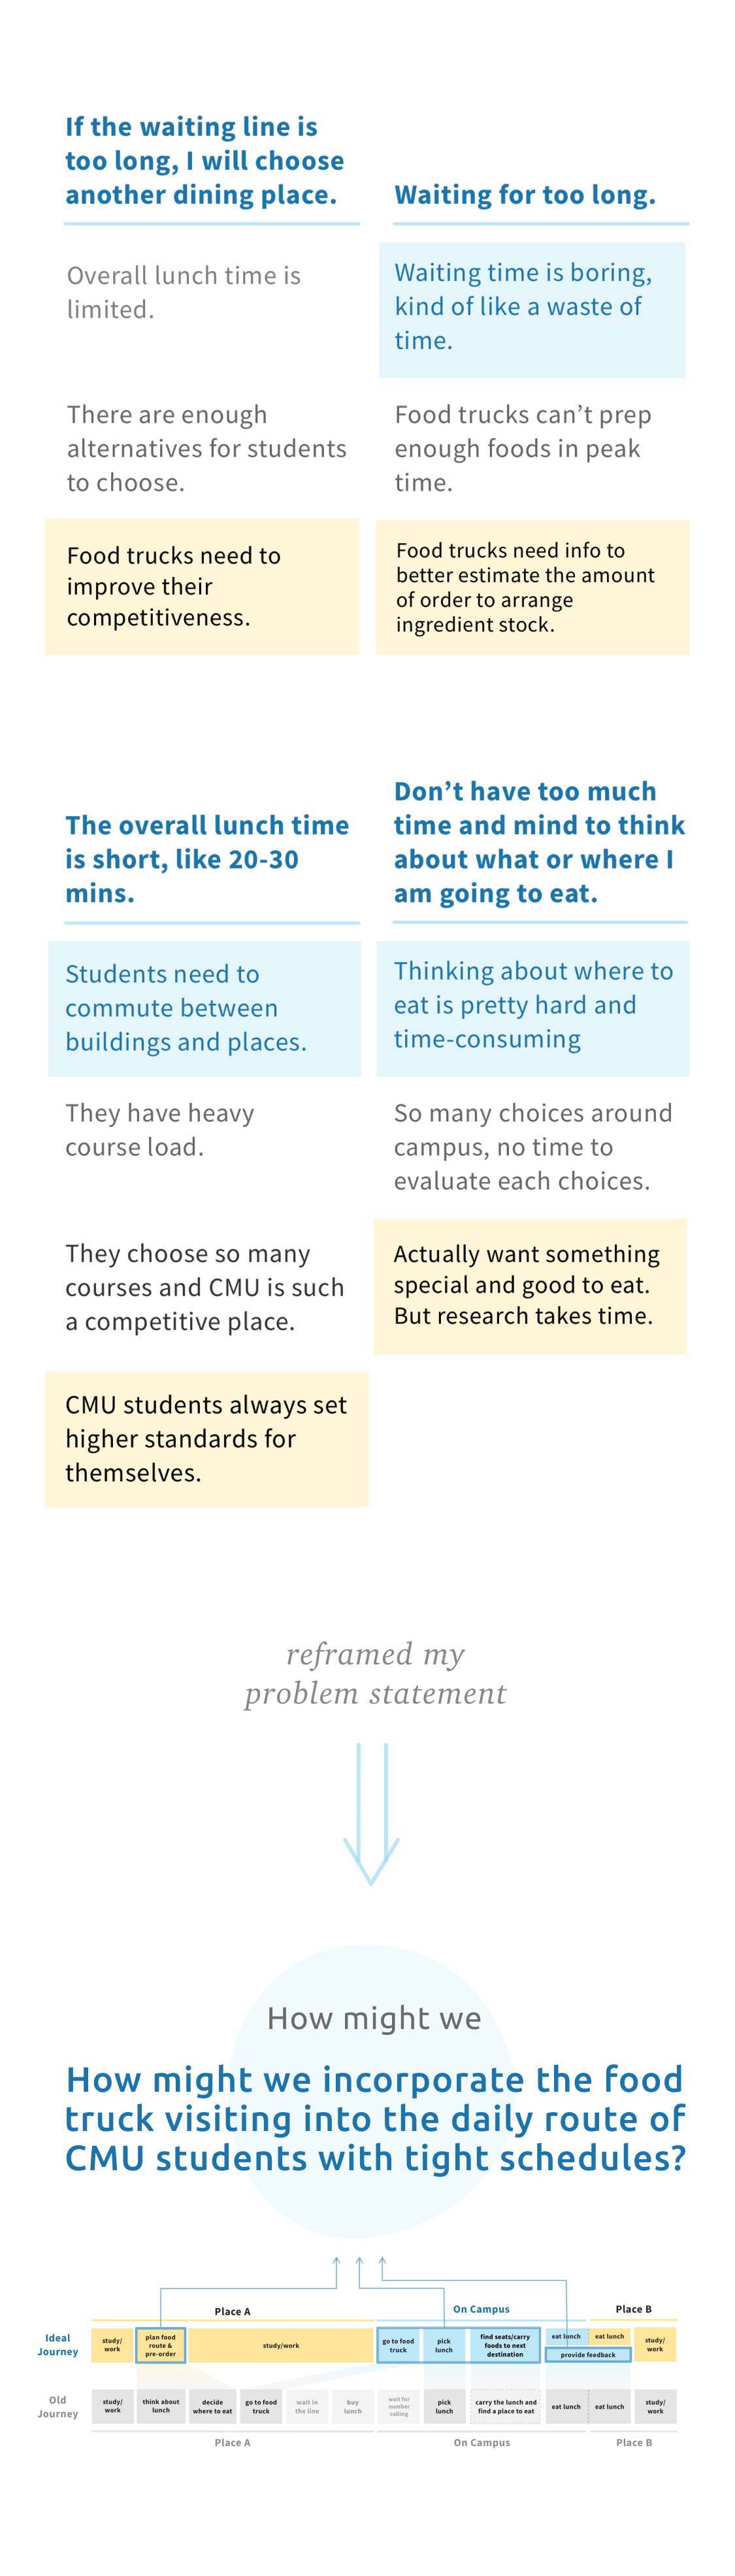 If the waiting line is
too long, I will choose
another dining place.
Waiting for too long.
Overall lunch time is
limited.
Waiting time is boring,
kind of like a waste of
time.
There are enough
alternatives for students
to choose.
Food trucks can’t prep
enough foods in peak
time.
Food trucks need to
improve their
competitiveness.
Food trucks need info to
better estimate the amount
of order to arrange
ingredient stock.
The overall lunch time
is short, like 20-30
mins.
Don’t have too much
time and mind to think
about what or where I
am going to eat.
Students need to
commute between
buildings and places.
Thinking about where to
eat is pretty hard and
time-consuming
They have heavy
course load.
So many choices around
campus, no time to
evaluate each choices.
They choose so many
courses and CMU is such
a competitive place.
Actually want something
special and good to eat.
But research takes time.
CMU students always set
higher standards for
themselves.
reframed my
problem statement
How might we
How might we incorporate the food
truck visiting into the daily route of
CMU students with tight schedules?
Place A
On Campus
Place B
Ideal
Journey
study/
work
plan food
route &
pre-order
study/work
go to food
truck
pick
lunch
find seats/carry
foods to next
destination
eat lunch
eat lunch
provide feedback
study/
work
Old
Journey
study/
work
think about
lunch
decide
where to eat
go to food
truck
wait in
the line
buy
lunch
wait for
number
calling
pick
lunch
carry the lunch and
find a place to eat
eat lunch
eat lunch
study/
work
Place A
On Campus
Place B